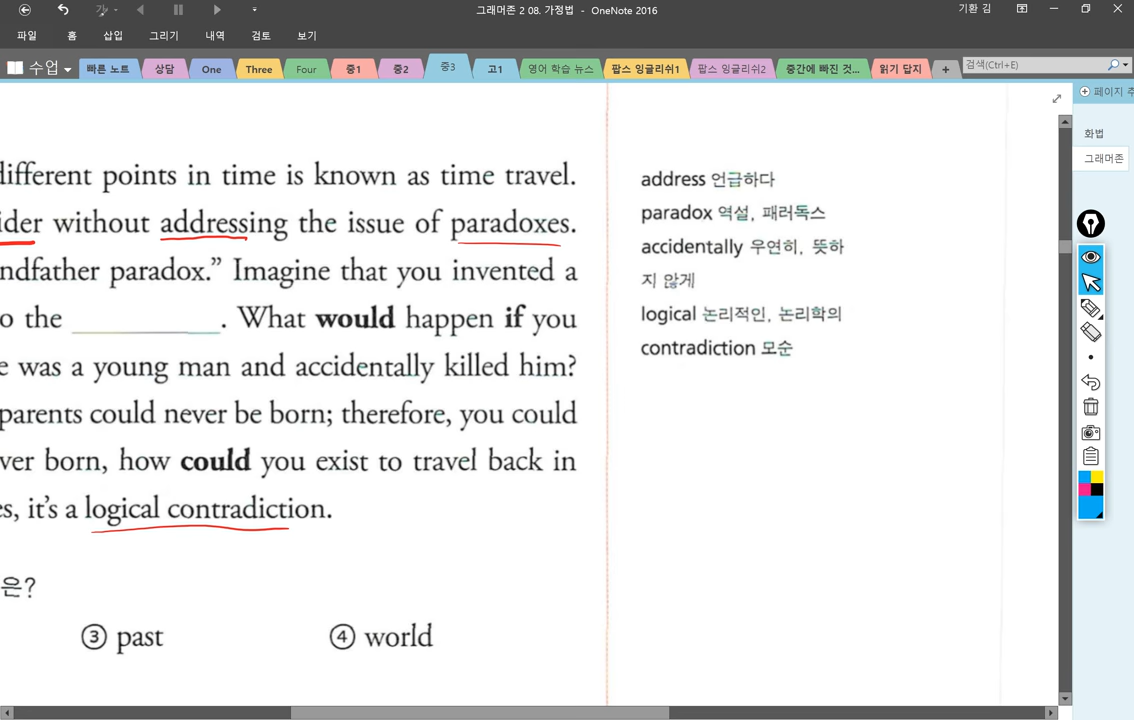 그래머존 2 08. 가정법 - OneNote 2016
기환 김
파일 홈 삽입 그리기 내역 검토 보기
수업 빠른 노트 상담 One Three Four 중1 중2 중3 고1 영어 학습 뉴스 팝스 잉글리쉬1 팝스 잉글리쉬2 중간에 빠진 것... 읽기 답지 + 검색(Ctrl+E)
페이지 추
화법
그래머존
different points in time is known as time travel.
ider without addressing the issue of paradoxes.
ndfather paradox.” Imagine that you invented a
o the ____________. What would happen if you
e was a young man and accidentally killed him?
parents could never be born; therefore, you could
ver born, how could you exist to travel back in
es, it’s a logical contradiction.
은?
③ past ④ world
address 언급하다
paradox 역설, 패러독스
accidentally 우연히, 뜻하
지 않게
logical 논리적인, 논리학의
contradiction 모순